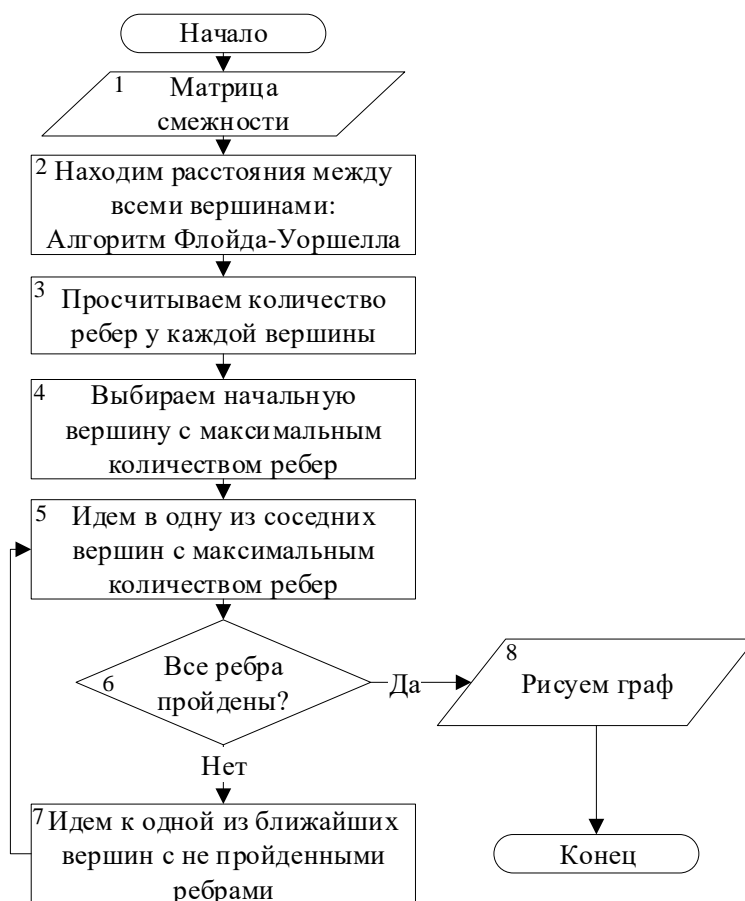 Начало
1 Матрица
смежности
2 Находим расстояния между
всеми вершинами:
Алгоритм Флойда-Уоршелла
3 Просчитываем количество
ребер у каждой вершины
4 Выбираем начальную
вершину с максимальным
количеством ребер
5 Идем в одну из соседних
вершин с максимальным
количеством ребер
Все ребра
6 пройдены?
Да
8
Рисуем граф
Нет
7 Идем к одной из ближайших
вершин с не пройденными
ребрами
Конец